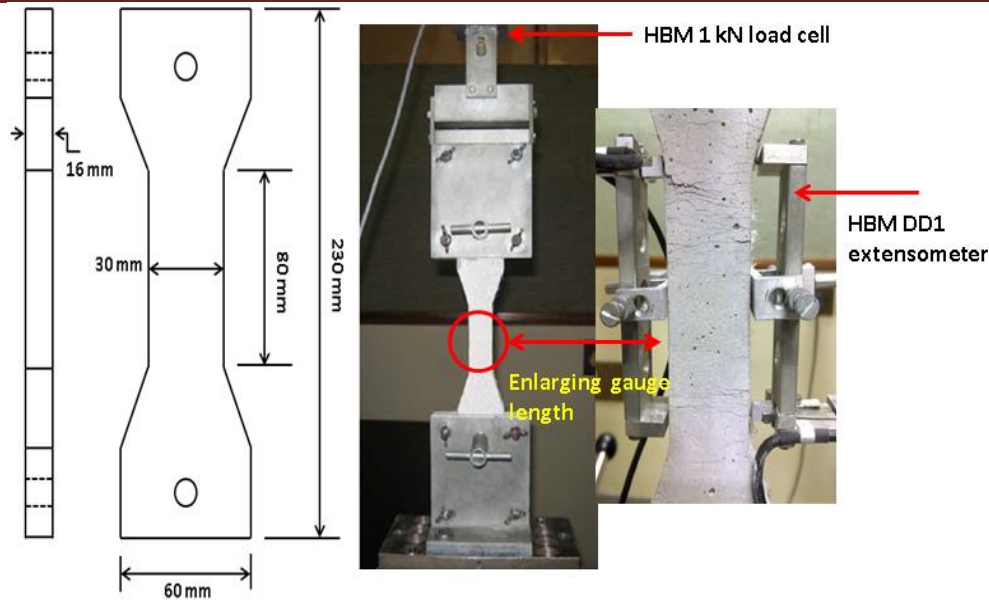 16 mm
30 mm
80 mm
230 mm
60 mm
HBM 1 kN load cell
HBM DD1
extensometer
Enlarging gauge
length